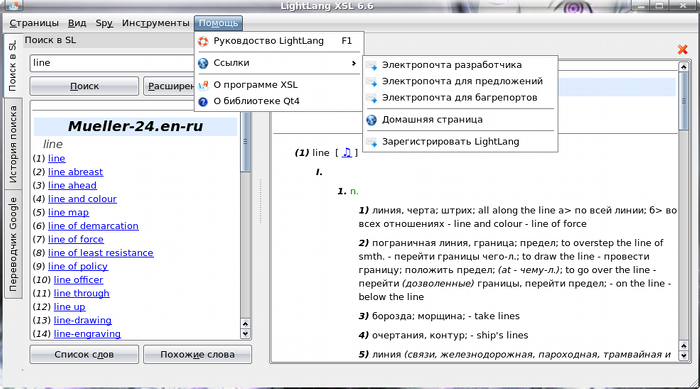 LightLang XSL 6.6
Страницы Вид Spy Инструменты Помощь
Поиск в SL
line
Поиск Расширен
Руковдоство LightLang F1
Ссылки
О программе XSL
О библиотеке Qt4
Электропочта разработчика
Электропочта для предложений
Электропочта для багрепортов
Домашняя страница
Зарегистрировать LightLang
Поиск в SL
История поиска
Переводчик Google
Mueller-24.en-ru
line
(1) line
(2) line abreast
(3) line ahead
(4) line and colour
(5) line map
(6) line of demarcation
(7) line of force
(8) line of least resistance
(9) line of policy
(10) line officer
(11) line through
(12) line up
(13) line-drawing
(14) line-engraving
Список слов Похожие слова
(1) line [ ♫ ]
I.
1. n.
1) линия, черта; штрих; all along the line а> по всей линии; б> во
всех отношениях - line and colour - line of force
2) пограничная линия, граница; предел; to overstep the line of
smth. - перейти границы чего-л.; to draw the line - провести
границу; положить предел; (at - чему-л.); to go over the line -
перейти (дозволенные) границы, перейти предел; - on the line -
below the line
3) борозда; морщина; - take lines
4) очертания, контур; - ship's lines
5) линия (связи, железнодорожная, пароходная, трамвайная и